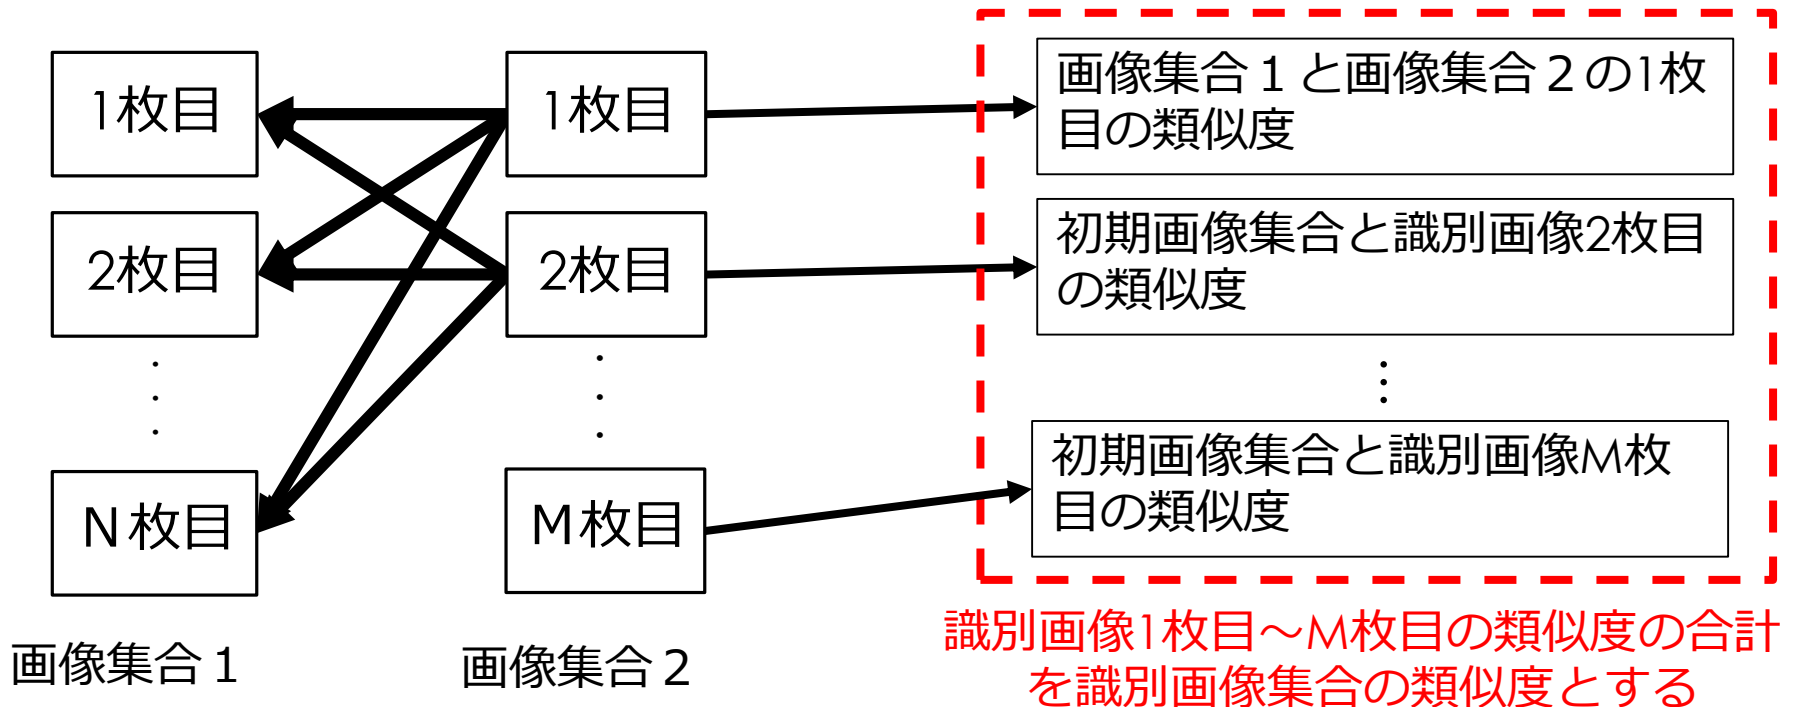 1枚目
2枚目
N枚目
画像集合1
1枚目
2枚目
M枚目
画像集合2
画像集合1と画像集合2の1枚
目の類似度
初期画像集合と識別画像2枚目
の類似度
初期画像集合と識別画像M枚
目の類似度
識別画像1枚目~M枚目の類似度の合計
を識別画像集合の類似度とする